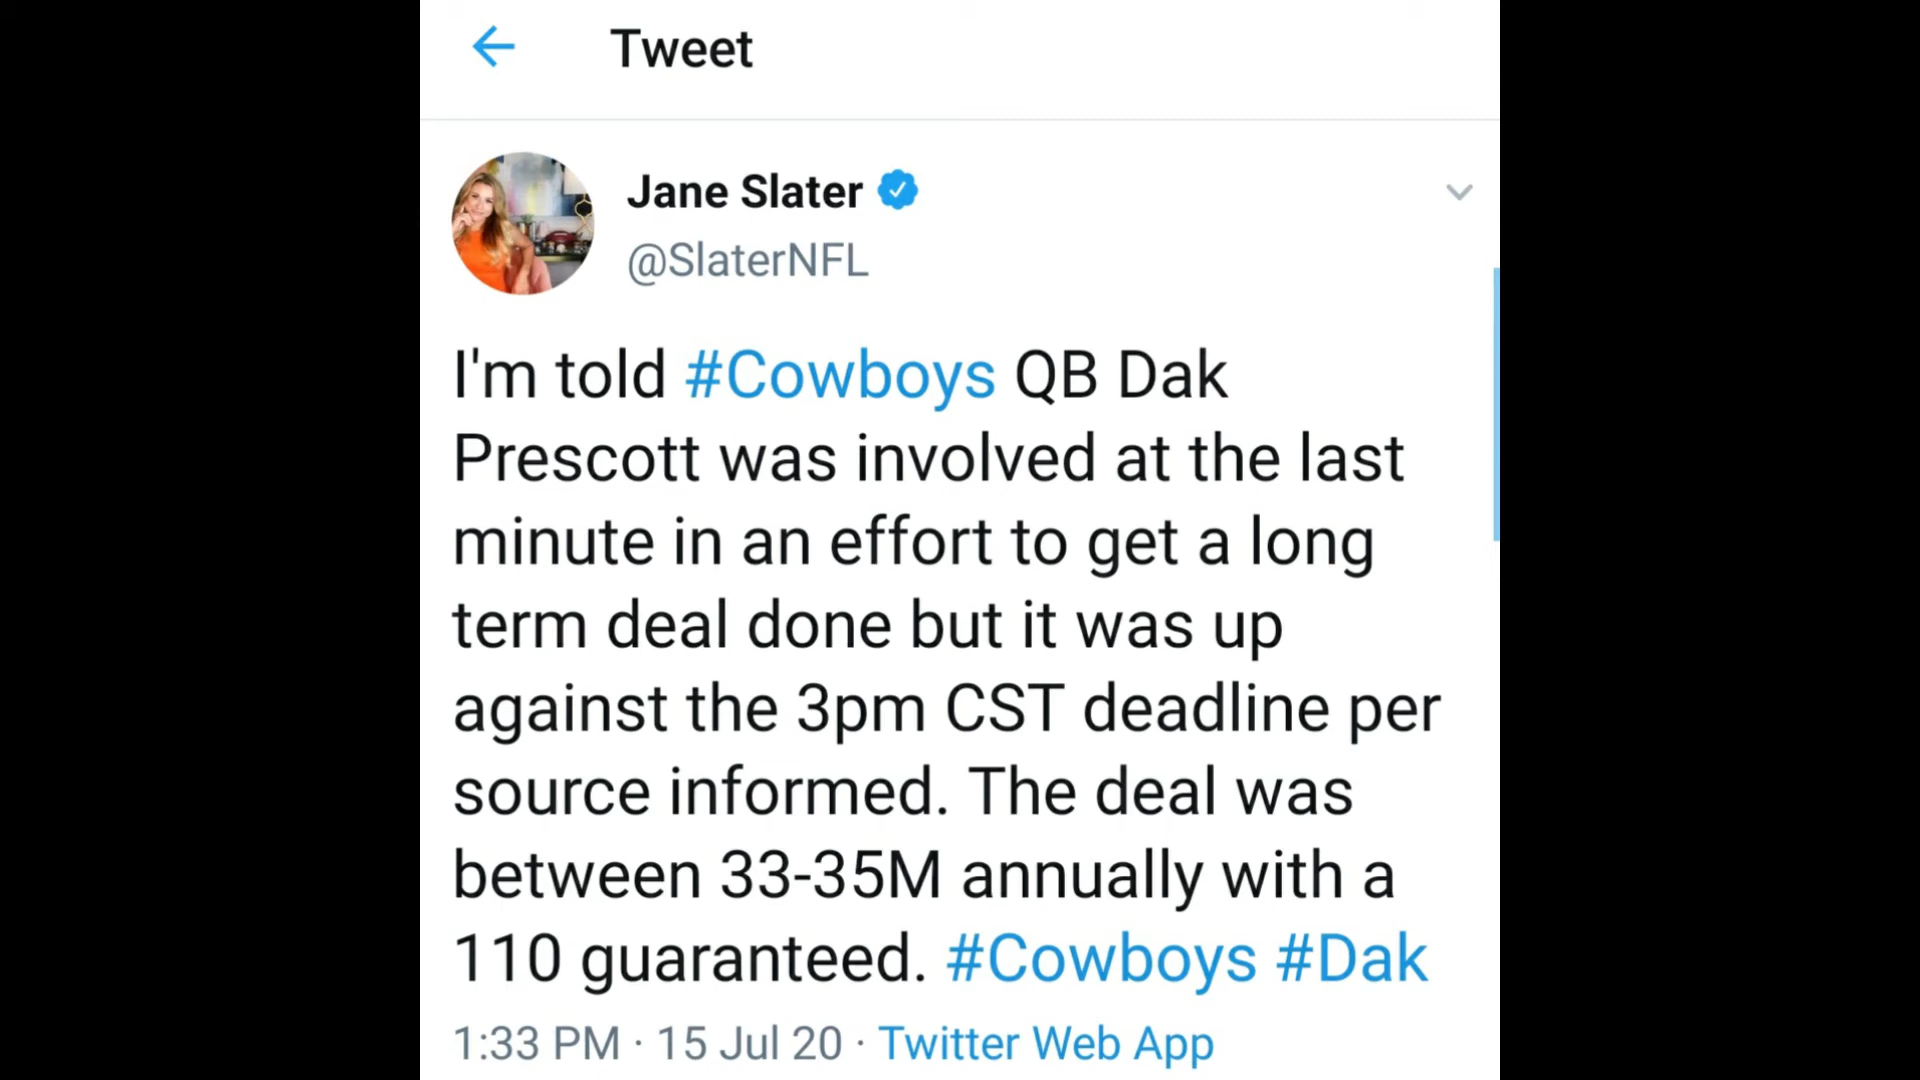 Tweet
Jane Slater
@SlaterNFL
I'm told #Cowboys QB Dak
Prescott was involved at the last
minute in an effort to get a long
term deal done but it was up
against the 3pm CST deadline per
source informed. The deal was
between 33-35M annually with a
110 guaranteed. #Cowboys #Dak
1:33 PM · 15 Jul 20 · Twitter Web App